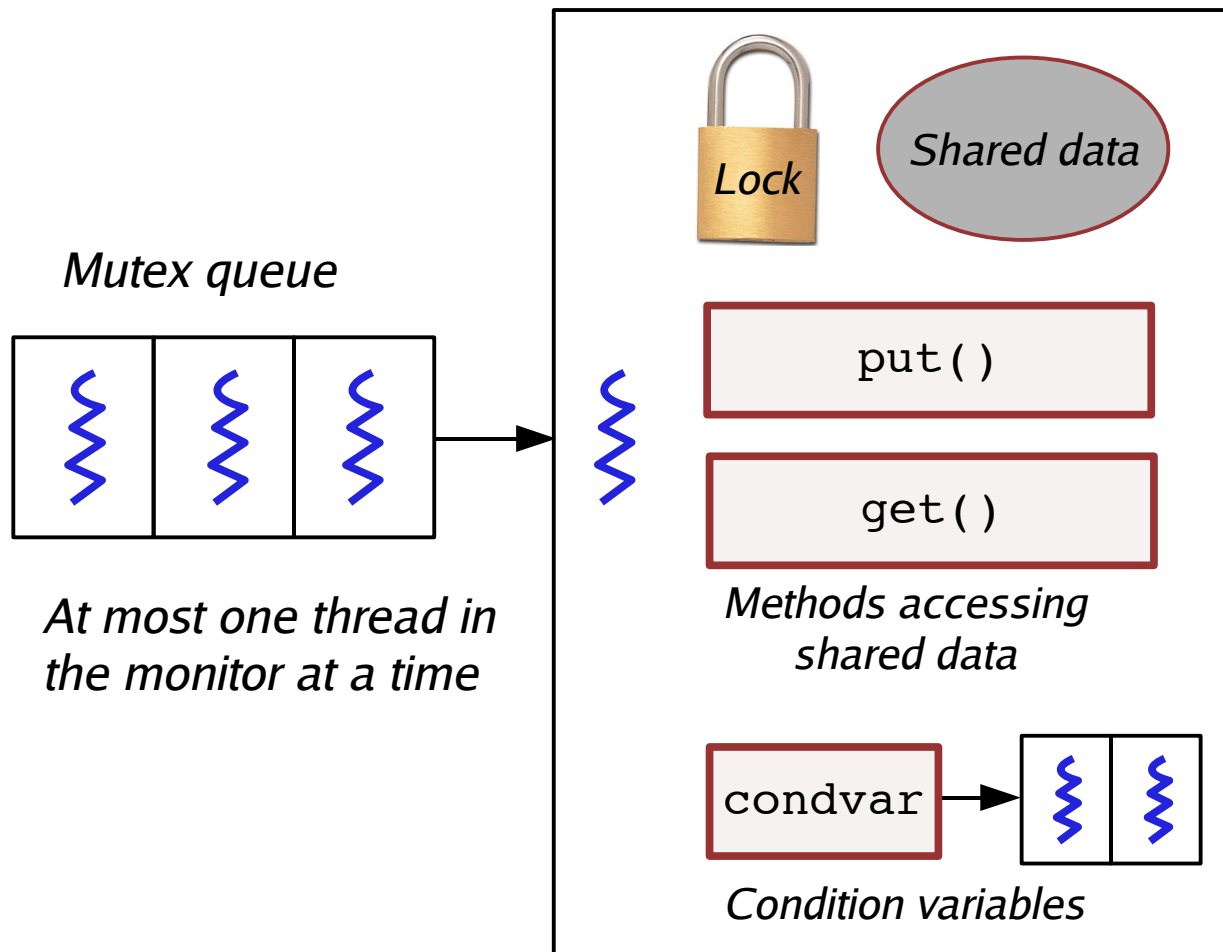 Lock
Shared data
Mutex queue
put()
get()
At most one thread in
the monitor at a time
Methods accessing
shared data
condvar
Condition variables